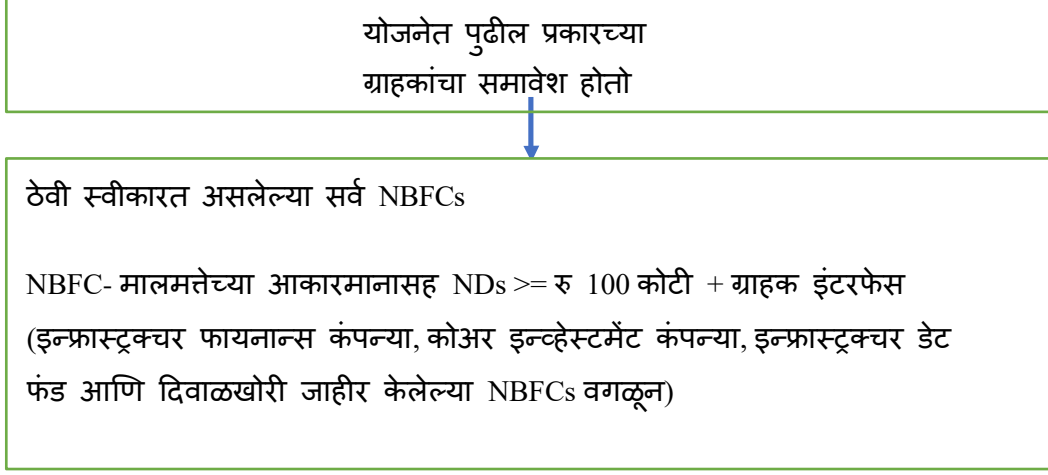 योजनेत पुढील प्रकारच्या
ग्राहकांचा समावेश होतो
ठेवी स्वीकारत असलेल्या सर्व NBFCs
NBFC- मालमत्तेच्या आकारमानासह NDs >= रु 100 कोटी + ग्राहक इंटरफेस
(इन्फ्रास्ट्रक्चर फायनान्स कंपन्या, कोअर इन्व्हेस्टमेंट कंपन्या, इन्फ्रास्ट्रक्चर डेट
फंड आणि दिवाळखोरी जाहीर केलेल्या NBFCs वगळून)